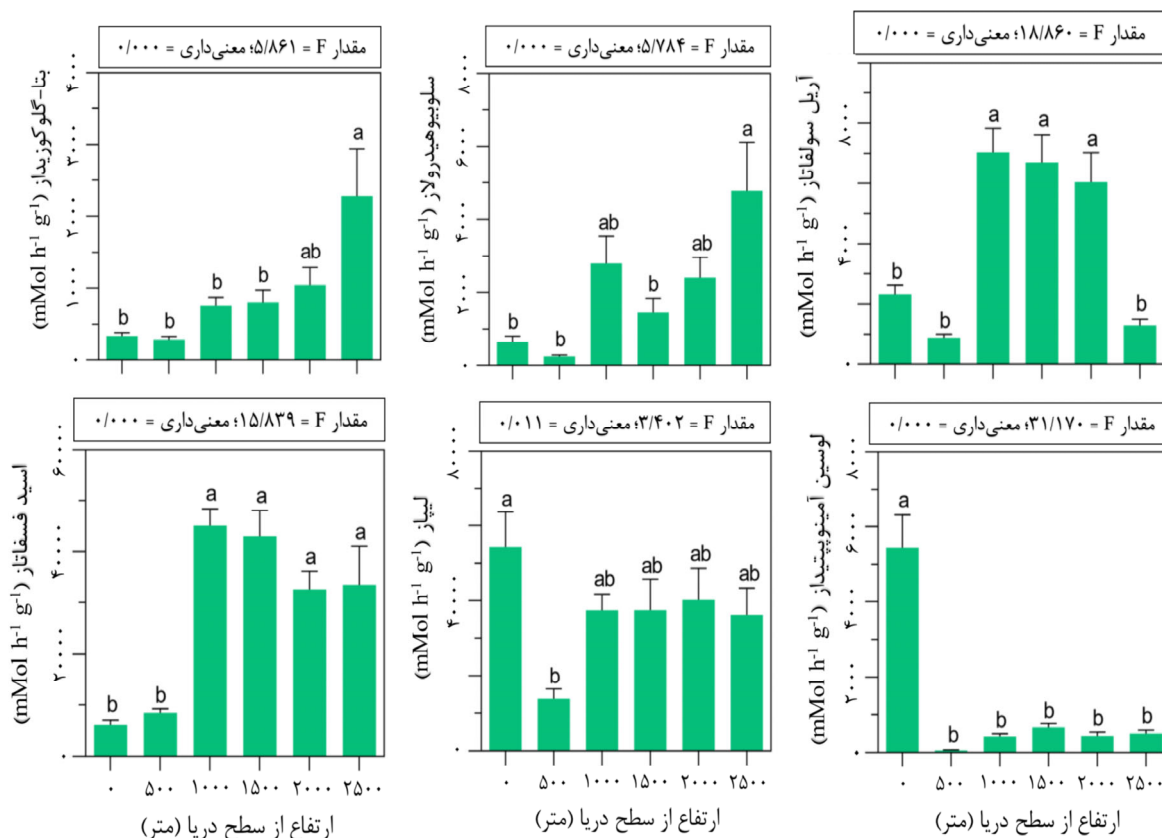 مقدار F = ۵/۸۶۱؛ معنی‌داری = ۰/۰۰۰
بتا-گلوکوزیداز (mMol h⁻¹ g⁻¹)
۴۰۰۰
۳۰۰۰
۲۰۰۰
۱۰۰۰
۰
b b b b ab a
مقدار F = ۵/۷۸۴؛ معنی‌داری = ۰/۰۰۰
سلوبیوهیدرولاز (mMol h⁻¹ g⁻¹)
۸۰۰۰
۶۰۰۰
۴۰۰۰
۲۰۰۰
۰
b b ab b ab a
مقدار F = ۱۸/۸۶۰؛ معنی‌داری = ۰/۰۰۰
آریل سولفاتاز (mMol h⁻¹ g⁻¹)
۸۰۰۰
۴۰۰۰
۰
b b a a a b
مقدار F = ۱۵/۸۳۹؛ معنی‌داری = ۰/۰۰۰
اسید فسفاتاز (mMol h⁻¹ g⁻¹)
۶۰۰۰۰
۴۰۰۰۰
۲۰۰۰۰
۰
b b a a a a
۰ ۵۰۰ ۱۰۰۰ ۱۵۰۰ ۲۰۰۰ ۲۵۰۰
ارتفاع از سطح دریا (متر)
مقدار F = ۳/۴۰۲؛ معنی‌داری = ۰/۰۱۱
لیپاز (mMol h⁻¹ g⁻¹)
۸۰۰۰۰
۴۰۰۰۰
۰
a b ab ab ab ab
۰ ۵۰۰ ۱۰۰۰ ۱۵۰۰ ۲۰۰۰ ۲۵۰۰
ارتفاع از سطح دریا (متر)
مقدار F = ۳۱/۱۷۰؛ معنی‌داری = ۰/۰۰۰
لوسین آمینوپپتیداز (mMol h⁻¹ g⁻¹)
۸۰۰۰
۶۰۰۰
۴۰۰۰
۲۰۰۰
۰
a b b b b b
۰ ۵۰۰ ۱۰۰۰ ۱۵۰۰ ۲۰۰۰ ۲۵۰۰
ارتفاع از سطح دریا (متر)